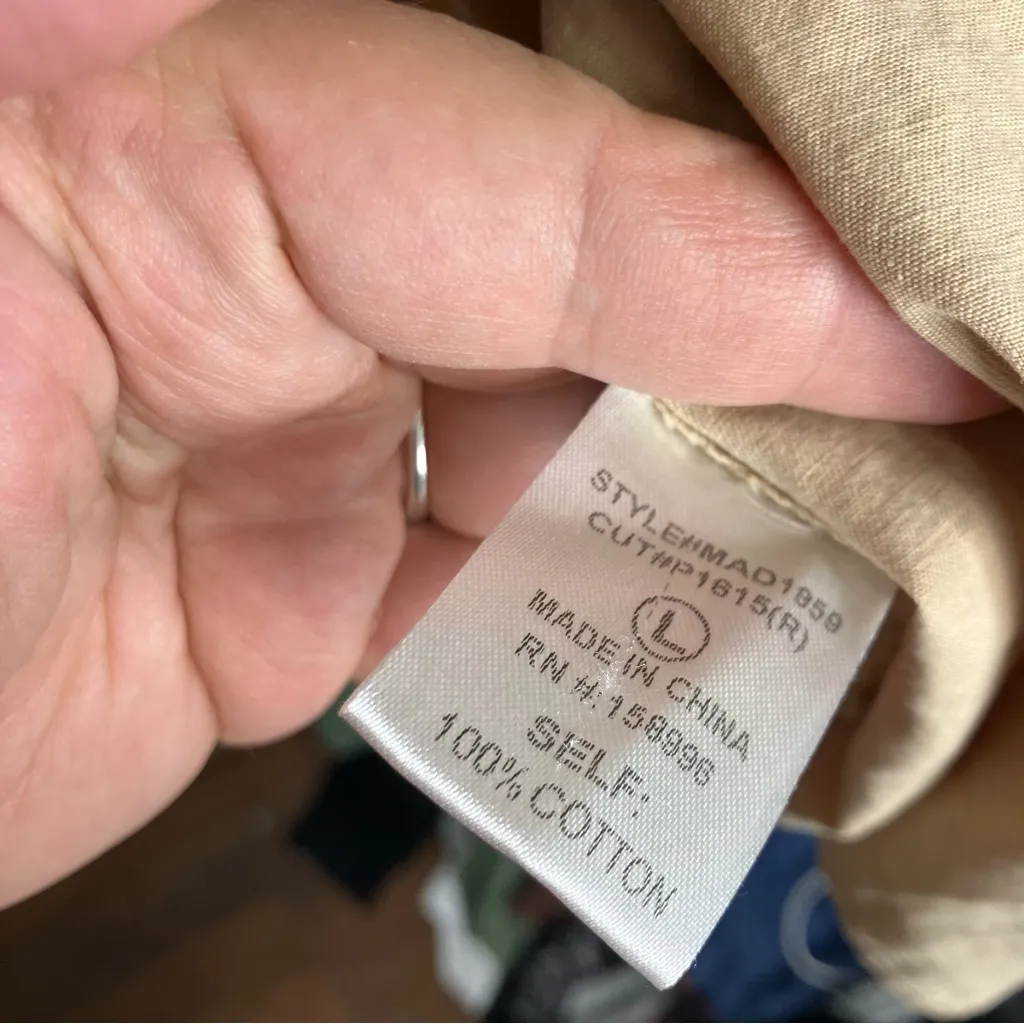 STYLE#MAD1959
CUT#P1615(R)
L
MADE IN CHINA
RN #:158996
SELF:
100% COTTON